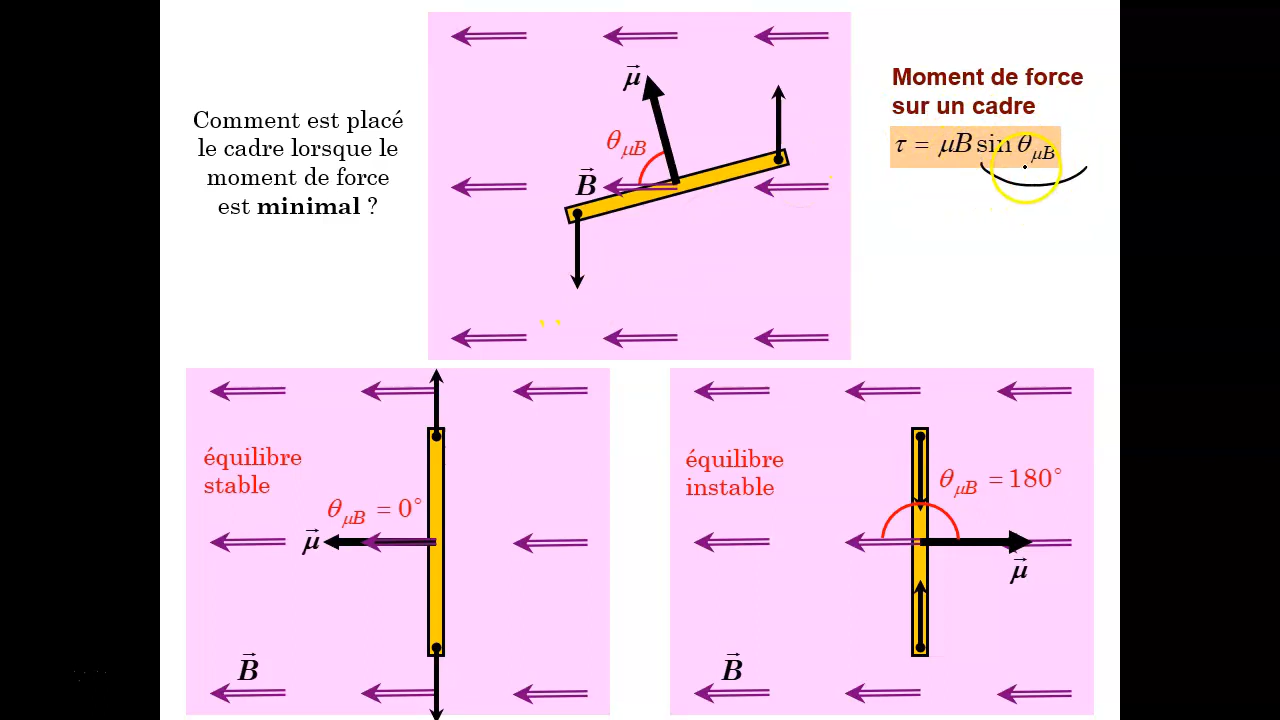 Comment est placé
le cadre lorsque le
moment de force
est minimal ?
μ⃗
θμB
B⃗
Moment de force
sur un cadre
τ = μB sin θμB
équilibre
stable
θμB = 0°
μ⃗
B⃗
équilibre
instable
θμB = 180°
μ⃗
B⃗